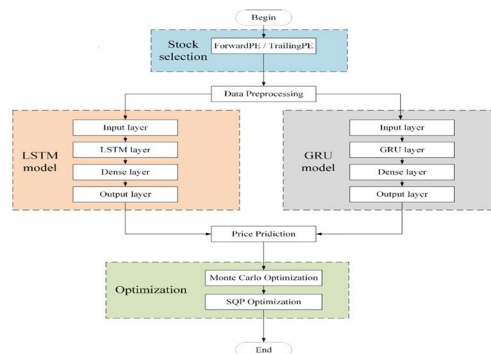 Begin
Stock
selection
ForwardPE / TrailingPE
Data Preprocessing
LSTM
model
Input layer
LSTM layer
Dense layer
Output layer
GRU
model
Input layer
GRU layer
Dense layer
Output layer
Price Pridiction
Optimization
Monte Carlo Optimization
SQP Optimization
End